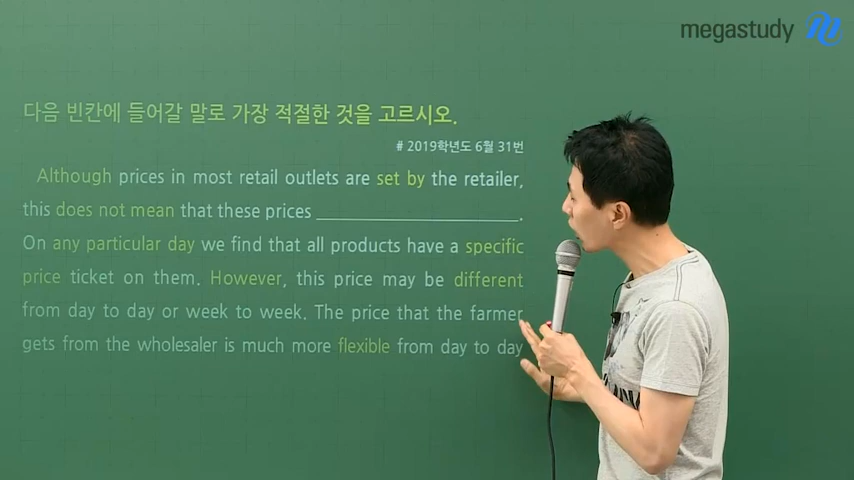 megastudy
다음 빈칸에 들어갈 말로 가장 적절한 것을 고르시오.
# 2019학년도 6월 31번
Although prices in most retail outlets are set by the retailer,
this does not mean that these prices ____________________.
On any particular day we find that all products have a specific
price ticket on them. However, this price may be different
from day to day or week to week. The price that the farmer
gets from the wholesaler is much more flexible from day to day